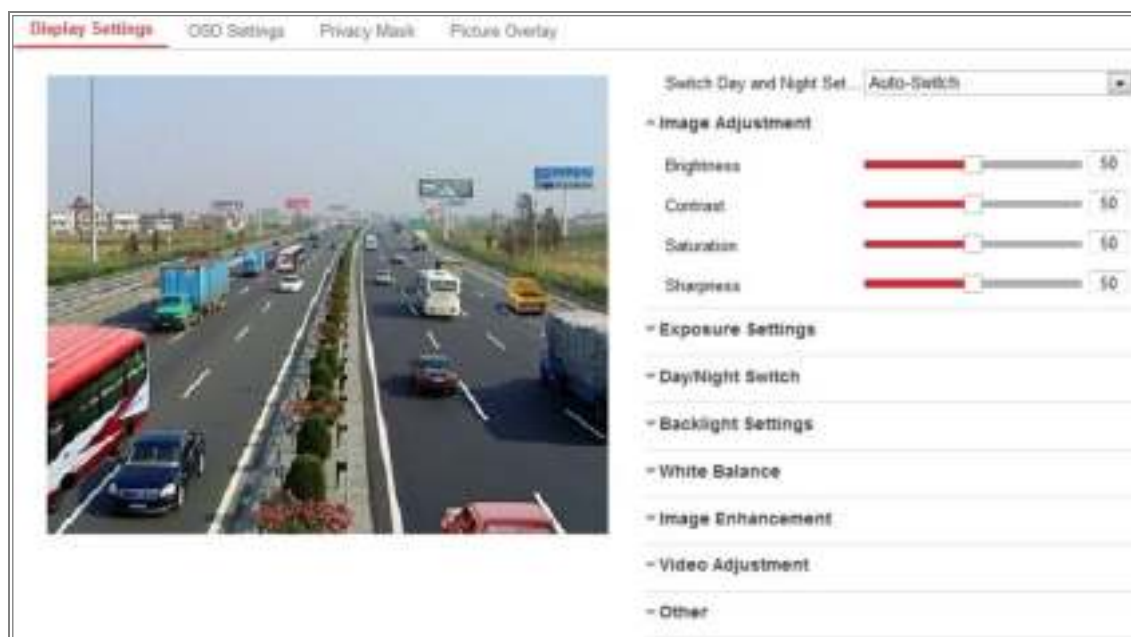 Display Settings
OSD Settings
Privacy Mask
Picture Overlay
Switch Day and Night Set... Auto-Switch
Image Adjustment
Brightness 50
Contrast 50
Saturation 50
Sharpness 50
Exposure Settings
Day/Night Switch
Backlight Settings
White Balance
Image Enhancement
Video Adjustment
Other